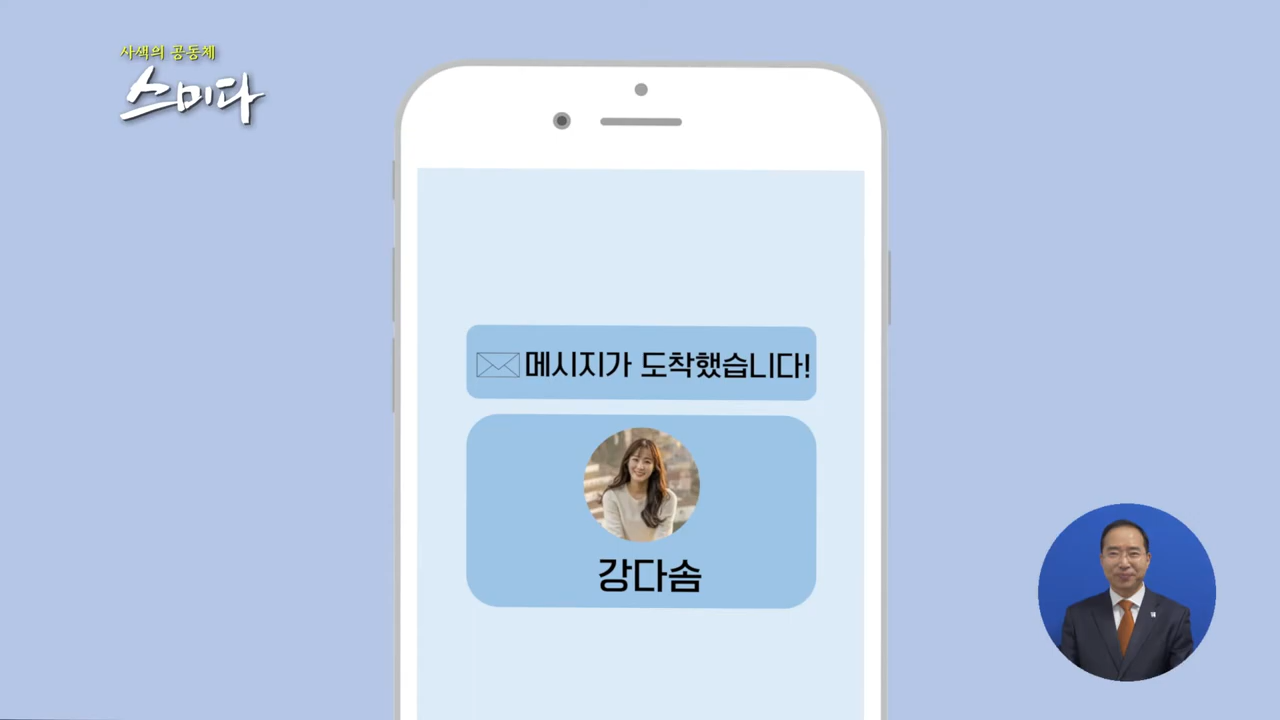 사색의 공동체
스미다
메시지가 도착했습니다!
강다솜